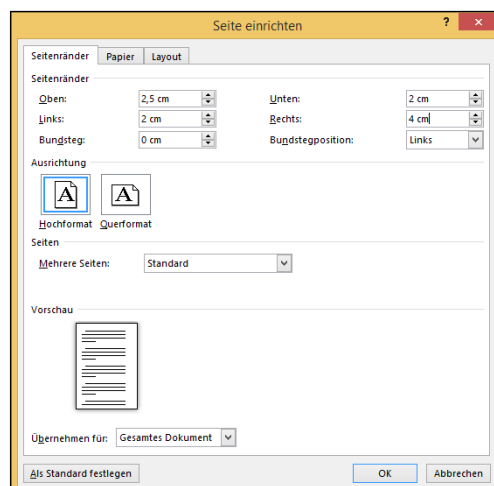 Seite einrichten ? ×
Seitenränder Papier Layout
Seitenränder
Oben: 2,5 cm Unten: 2 cm
Links: 2 cm Rechts: 4 cm
Bundsteg: 0 cm Bundstegposition: Links
Ausrichtung
A A
Hochformat Querformat
Seiten
Mehrere Seiten: Standard
Vorschau
Übernehmen für: Gesamtes Dokument
Als Standard festlegen OK Abbrechen